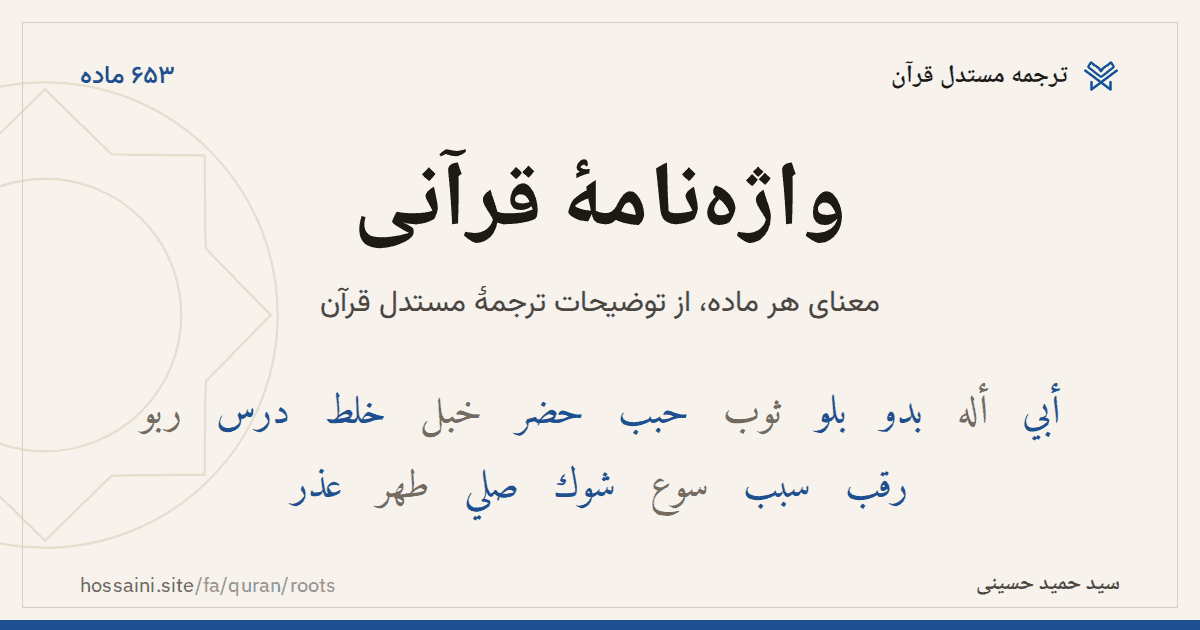 ترجمه مستدل قرآن
۶۵۳ ماده
واژه‌نامهٔ قرآنی
معنای هر ماده، از توضیحات ترجمهٔ مستدل قرآن
أبي أله بدو بلو ثوب حبب حضر خبل خلط درس ربو
رقب سبب سوع شوك صلي طهر عذر
سید حمید حسینی
hossaini.site/fa/quran/roots